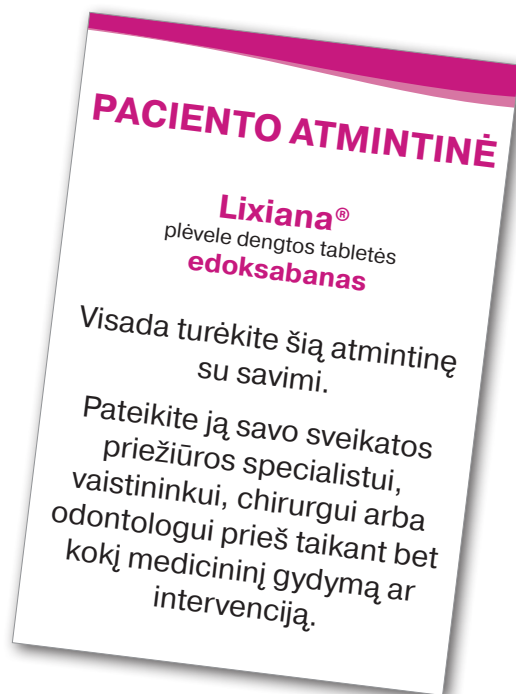 PACIENTO ATMINTINĖ
Lixiana®
plėvele dengtos tabletės
edoksabanas
Visada turėkite šią atmintinę
su savimi.
Pateikite ją savo sveikatos
priežiūros specialistui,
vaistininkui, chirurgui arba
odontologui prieš taikant bet
kokį medicininį gydymą ar
intervenciją.